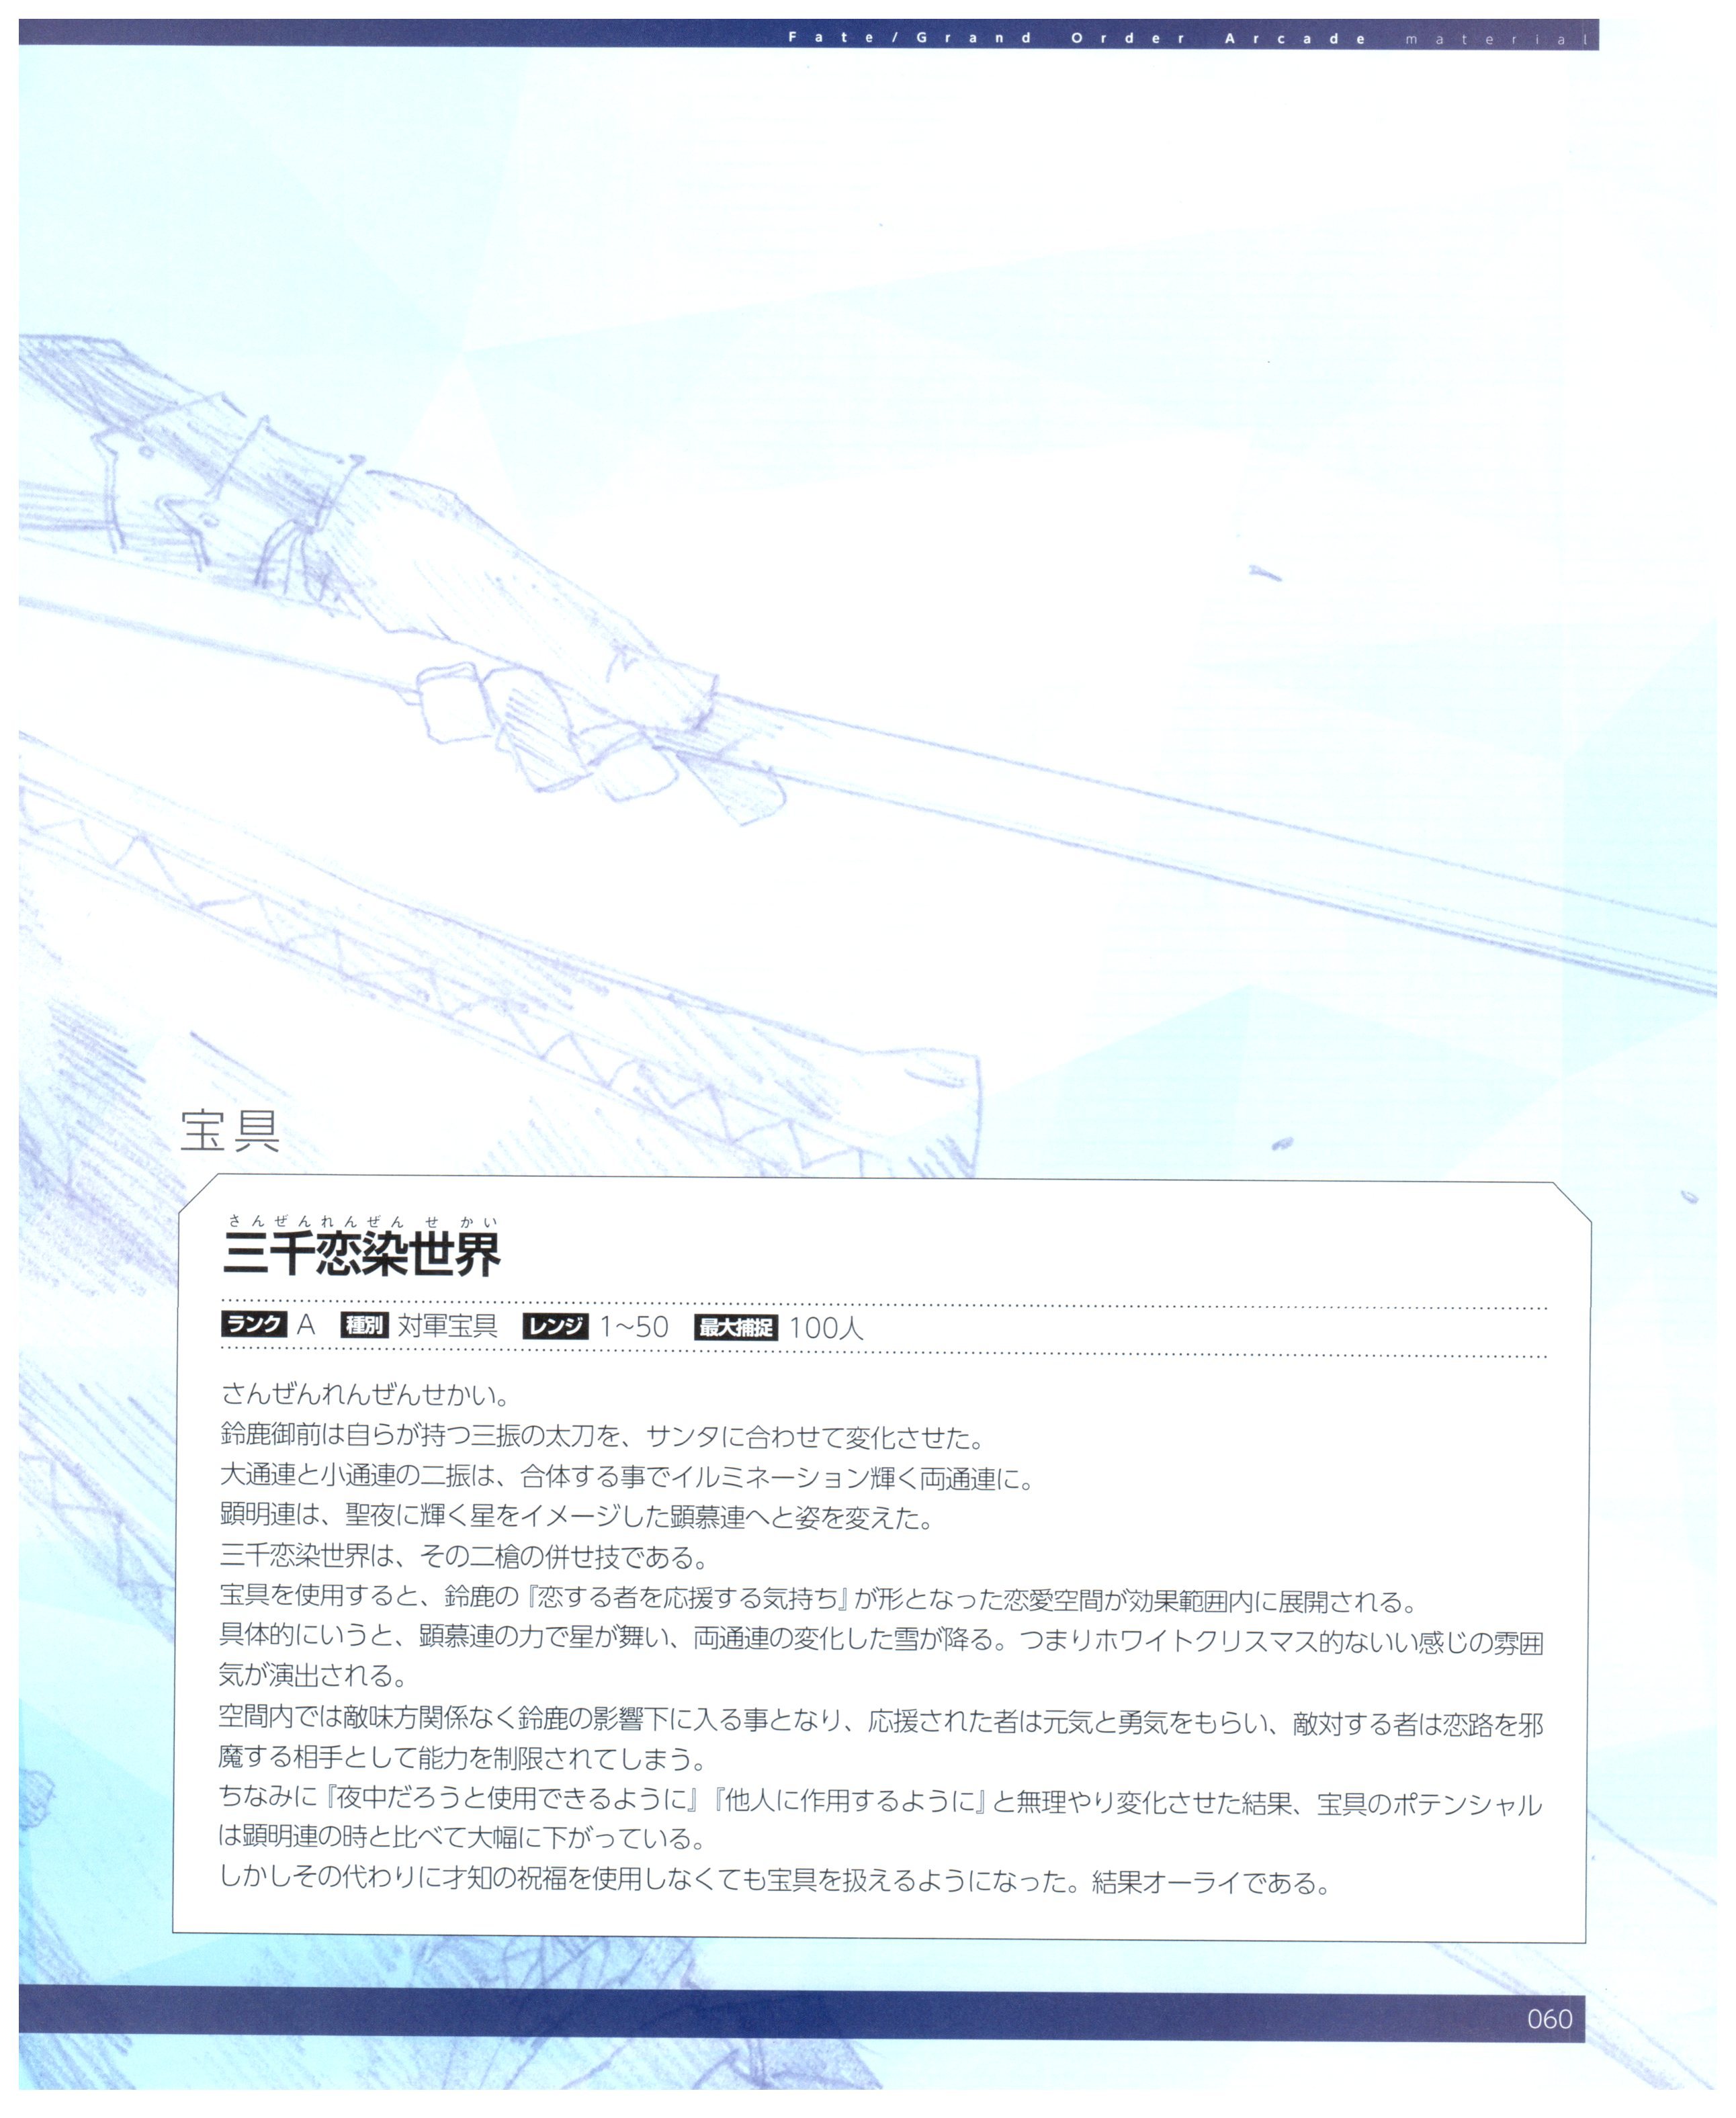 Fate/Grand Order Arcade material
宝具
さんぜんれんぜん せ かい
三千恋染世界
ランク A 種別 対軍宝具 レンジ 1~50 最大捕捉 100人
さんぜんれんぜんせかい。
鈴鹿御前は自らが持つ三振の太刀を、サンタに合わせて変化させた。
大通連と小通連の二振は、合体する事でイルミネーション輝く両通連に。
顕明連は、聖夜に輝く星をイメージした顕慕連へと姿を変えた。
三千恋染世界は、その二槍の併せ技である。
宝具を使用すると、鈴鹿の『恋する者を応援する気持ち』が形となった恋愛空間が効果範囲内に展開される。
具体的にいうと、顕慕連の力で星が舞い、両通連の変化した雪が降る。つまりホワイトクリスマス的ないい感じの雰囲
気が演出される。
空間内では敵味方関係なく鈴鹿の影響下に入る事となり、応援された者は元気と勇気をもらい、敵対する者は恋路を邪
魔する相手として能力を制限されてしまう。
ちなみに『夜中だろうと使用できるように』『他人に作用するように』と無理やり変化させた結果、宝具のポテンシャル
は顕明連の時と比べて大幅に下がっている。
しかしその代わりに才知の祝福を使用しなくても宝具を扱えるようになった。結果オーライである。
060